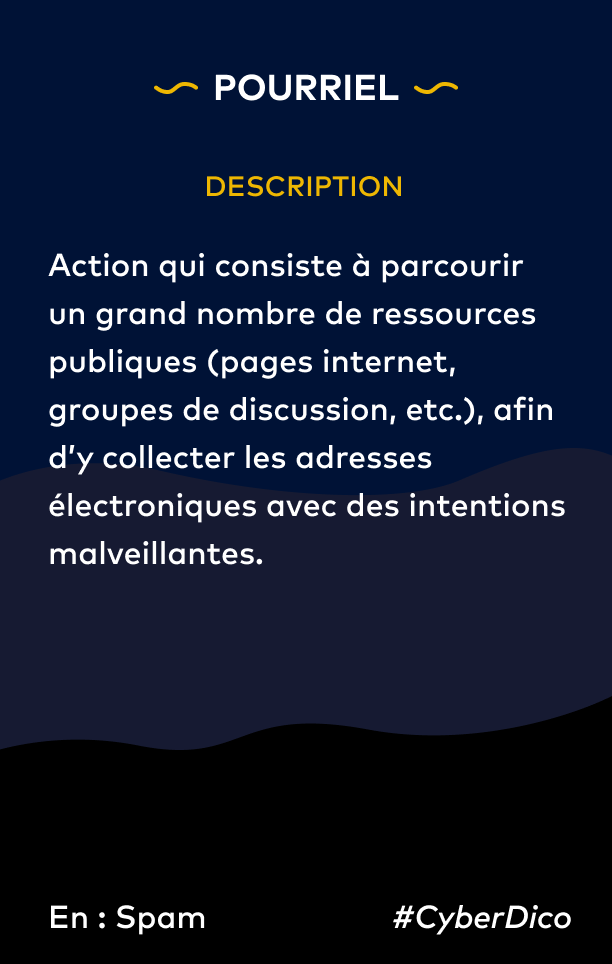 POURRIEL
DESCRIPTION
Action qui consiste à parcourir
un grand nombre de ressources
publiques (pages internet,
groupes de discussion, etc.), afin
d’y collecter les adresses
électroniques avec des intentions
malveillantes.
En : Spam
#CyberDico